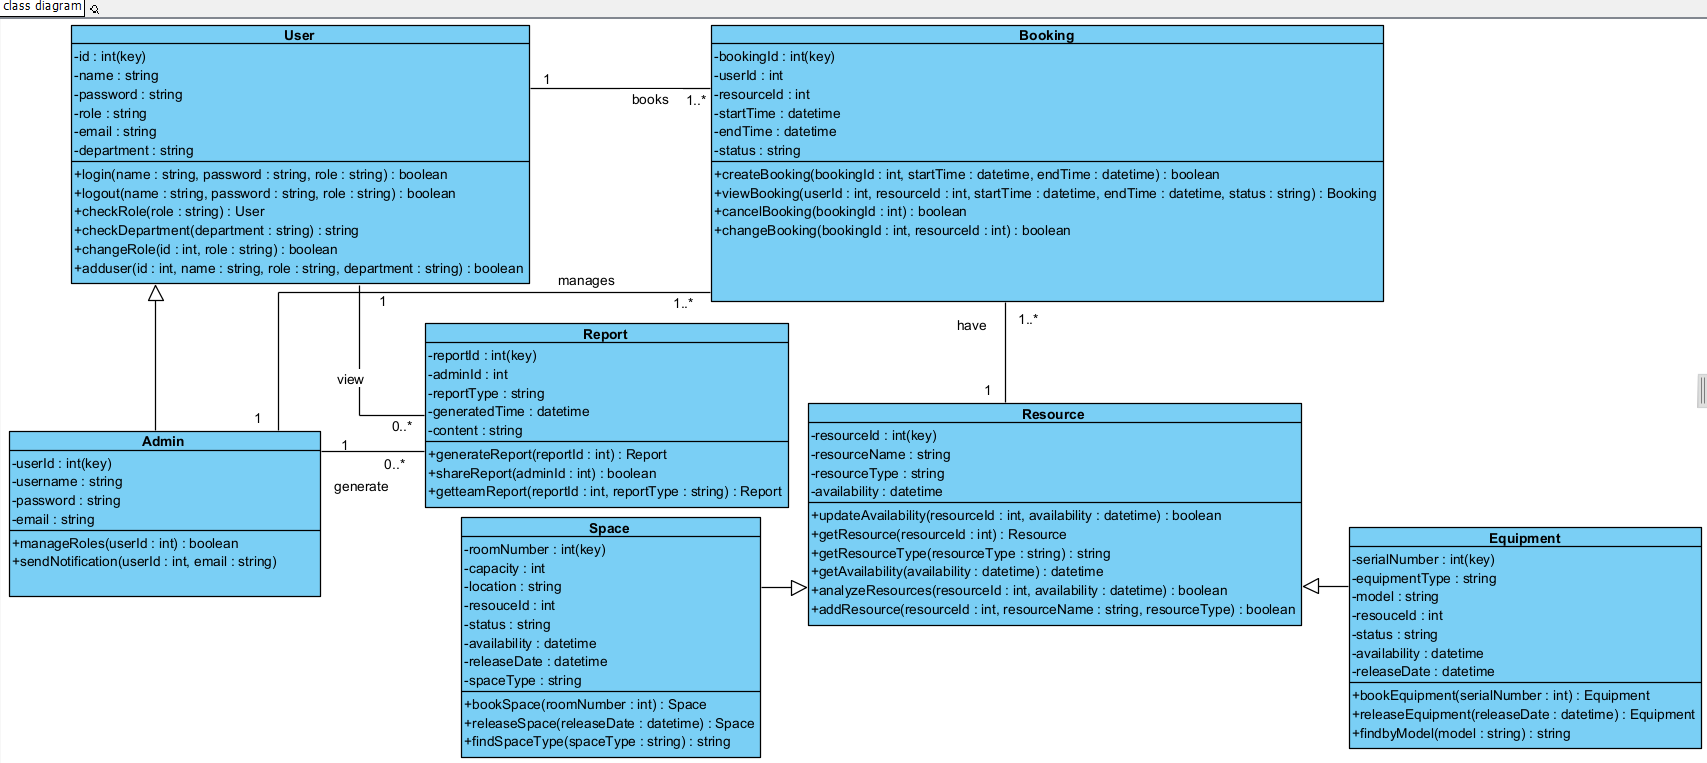 class diagram
User
-id : int(key)
-name : string
-password : string
-role : string
-email : string
-department : string
+login(name : string, password : string, role : string) : boolean
+logout(name : string, password : string, role : string) : boolean
+checkRole(role : string) : User
+checkDepartment(department : string) : string
+changeRole(id : int, role : string) : boolean
+adduser(id : int, name : string, role : string, department : string) : boolean
1
books
1..*
Booking
-bookingId : int(key)
-userId : int
-resourceId : int
-startTime : datetime
-endTime : datetime
-status : string
+createBooking(bookingId : int, startTime : datetime, endTime : datetime) : boolean
+viewBooking(userId : int, resourceId : int, startTime : datetime, endTime : datetime, status : string) : Booking
+cancelBooking(bookingId : int) : boolean
+changeBooking(bookingId : int, resourceId : int) : boolean
manages
1
1..*
have
1..*
1
view
0..*
1
Report
-reportId : int(key)
-adminId : int
-reportType : string
-generatedTime : datetime
-content : string
+generateReport(reportId : int) : Report
+shareReport(adminId : int) : boolean
+getteamReport(reportId : int, reportType : string) : Report
Admin
-userId : int(key)
-username : string
-password : string
-email : string
+manageRoles(userId : int) : boolean
+sendNotification(userId : int, email : string)
1
0..*
generate
Resource
-resourceId : int(key)
-resourceName : string
-resourceType : string
-availability : datetime
+updateAvailability(resourceId : int, availability : datetime) : boolean
+getResource(resourceId : int) : Resource
+getResourceType(resourceType : string) : string
+getAvailability(availability : datetime) : datetime
+analyzeResources(resourceId : int, availability : datetime) : boolean
+addResource(resourceId : int, resourceName : string, resourceType) : boolean
Space
-roomNumber : int(key)
-capacity : int
-location : string
-resouceId : int
-status : string
-availability : datetime
-releaseDate : datetime
-spaceType : string
+bookSpace(roomNumber : int) : Space
+releaseSpace(releaseDate : datetime) : Space
+findSpaceType(spaceType : string) : string
Equipment
-serialNumber : int(key)
-equipmentType : string
-model : string
-resouceId : int
-status : string
-availability : datetime
-releaseDate : datetime
+bookEquipment(serialNumber : int) : Equipment
+releaseEquipment(releaseDate : datetime) : Equipment
+findbyModel(model : string) : string